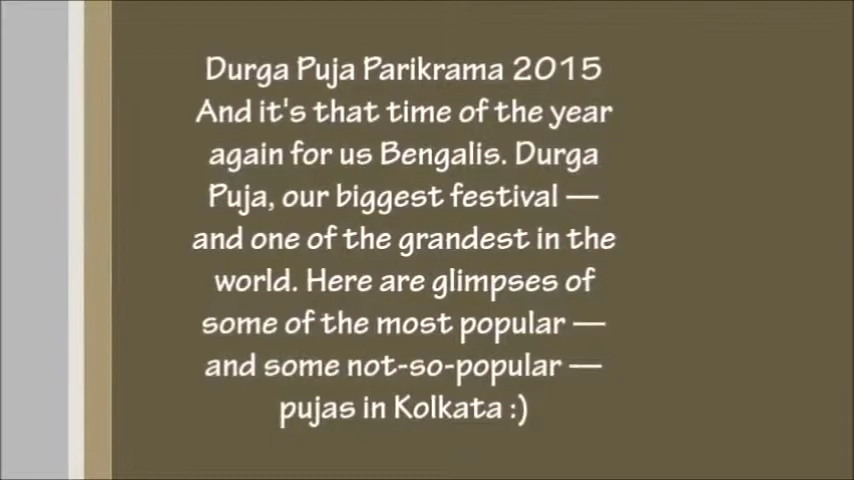 Durga Puja Parikrama 2015
And it's that time of the year
again for us Bengalis. Durga
Puja, our biggest festival —
and one of the grandest in the
world. Here are glimpses of
some of the most popular —
and some not-so-popular —
pujas in Kolkata :)